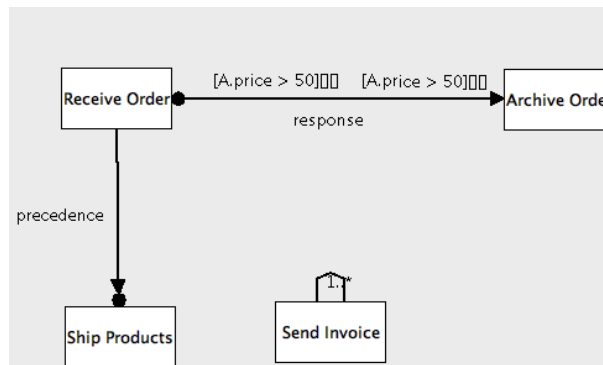 [A.price > 50][][] [A.price > 50][][]
Receive Order
Archive Orde
response
precedence
1..*
Ship Products
Send Invoice